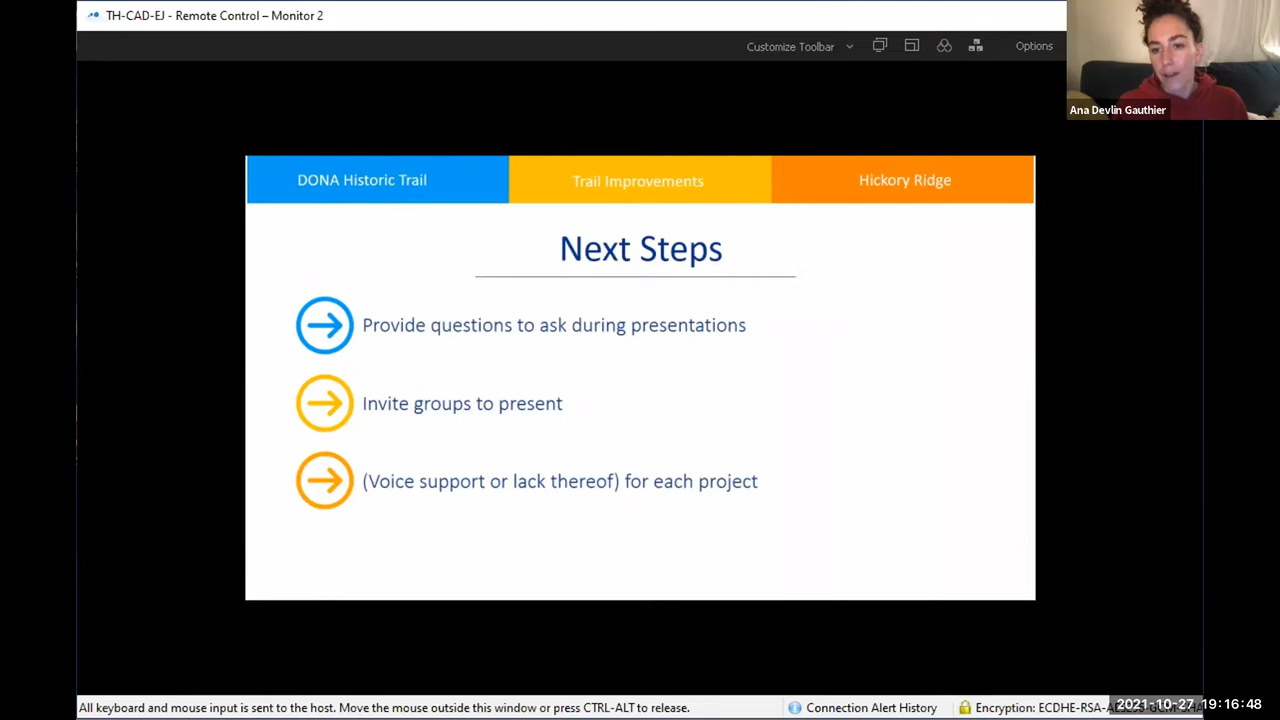 TH-CAD-EJ - Remote Control – Monitor 2
Customize Toolbar
Options
Ana Devlin Gauthier
DONA Historic Trail
Trail Improvements
Hickory Ridge
Next Steps
Provide questions to ask during presentations
Invite groups to present
(Voice support or lack thereof) for each project
All keyboard and mouse input is sent to the host. Move the mouse outside this window or press CTRL-ALT to release.
Connection Alert History
Encryption: ECDHE-RSA-
2021-10-27 19:16:48